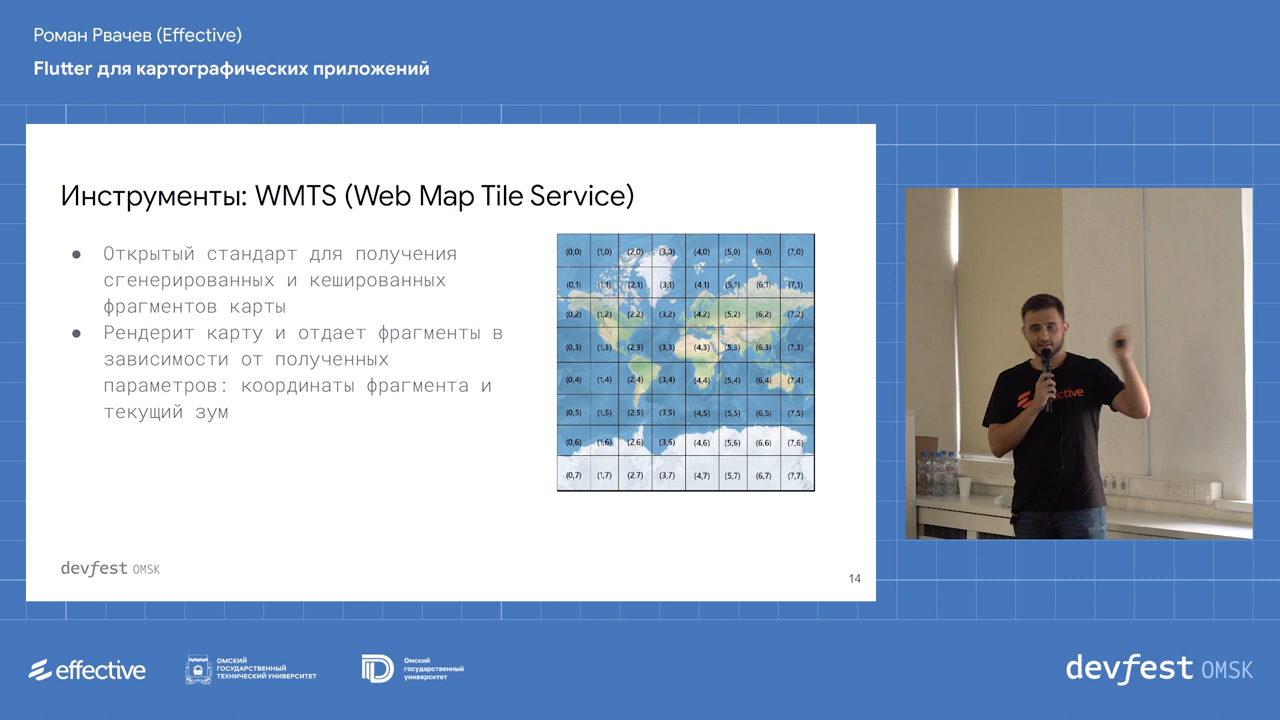 Роман Рвачев (Effective)
Flutter для картографических приложений
Инструменты: WMTS (Web Map Tile Service)
● Открытый стандарт для получения
сгенерированных и кешированных
фрагментов карты
● Рендерит карту и отдает фрагменты в
зависимости от полученных
параметров: координаты фрагмента и
текущий зум
(0,0) (1,0) (2,0) (3,0) (4,0) (5,0) (6,0) (7,0)
(0,1) (1,1) (2,1) (3,1) (4,1) (5,1) (6,1) (7,1)
(0,2) (1,2) (2,2) (3,2) (4,2) (5,2) (6,2) (7,2)
(0,3) (1,3) (2,3) (3,3) (4,3) (5,3) (6,3) (7,3)
(0,4) (1,4) (2,4) (3,4) (4,4) (5,4) (6,4) (7,4)
(0,5) (1,5) (2,5) (3,5) (4,5) (5,5) (6,5) (7,5)
(0,6) (1,6) (2,6) (3,6) (4,6) (5,6) (6,6) (7,6)
(0,7) (1,7) (2,7) (3,7) (4,7) (5,7) (6,7) (7,7)
devfest OMSK
14
effective
ОМСКИЙ
ГОСУДАРСТВЕННЫЙ
ТЕХНИЧЕСКИЙ УНИВЕРСИТЕТ
Омский
государственный
университет
devfest OMSK